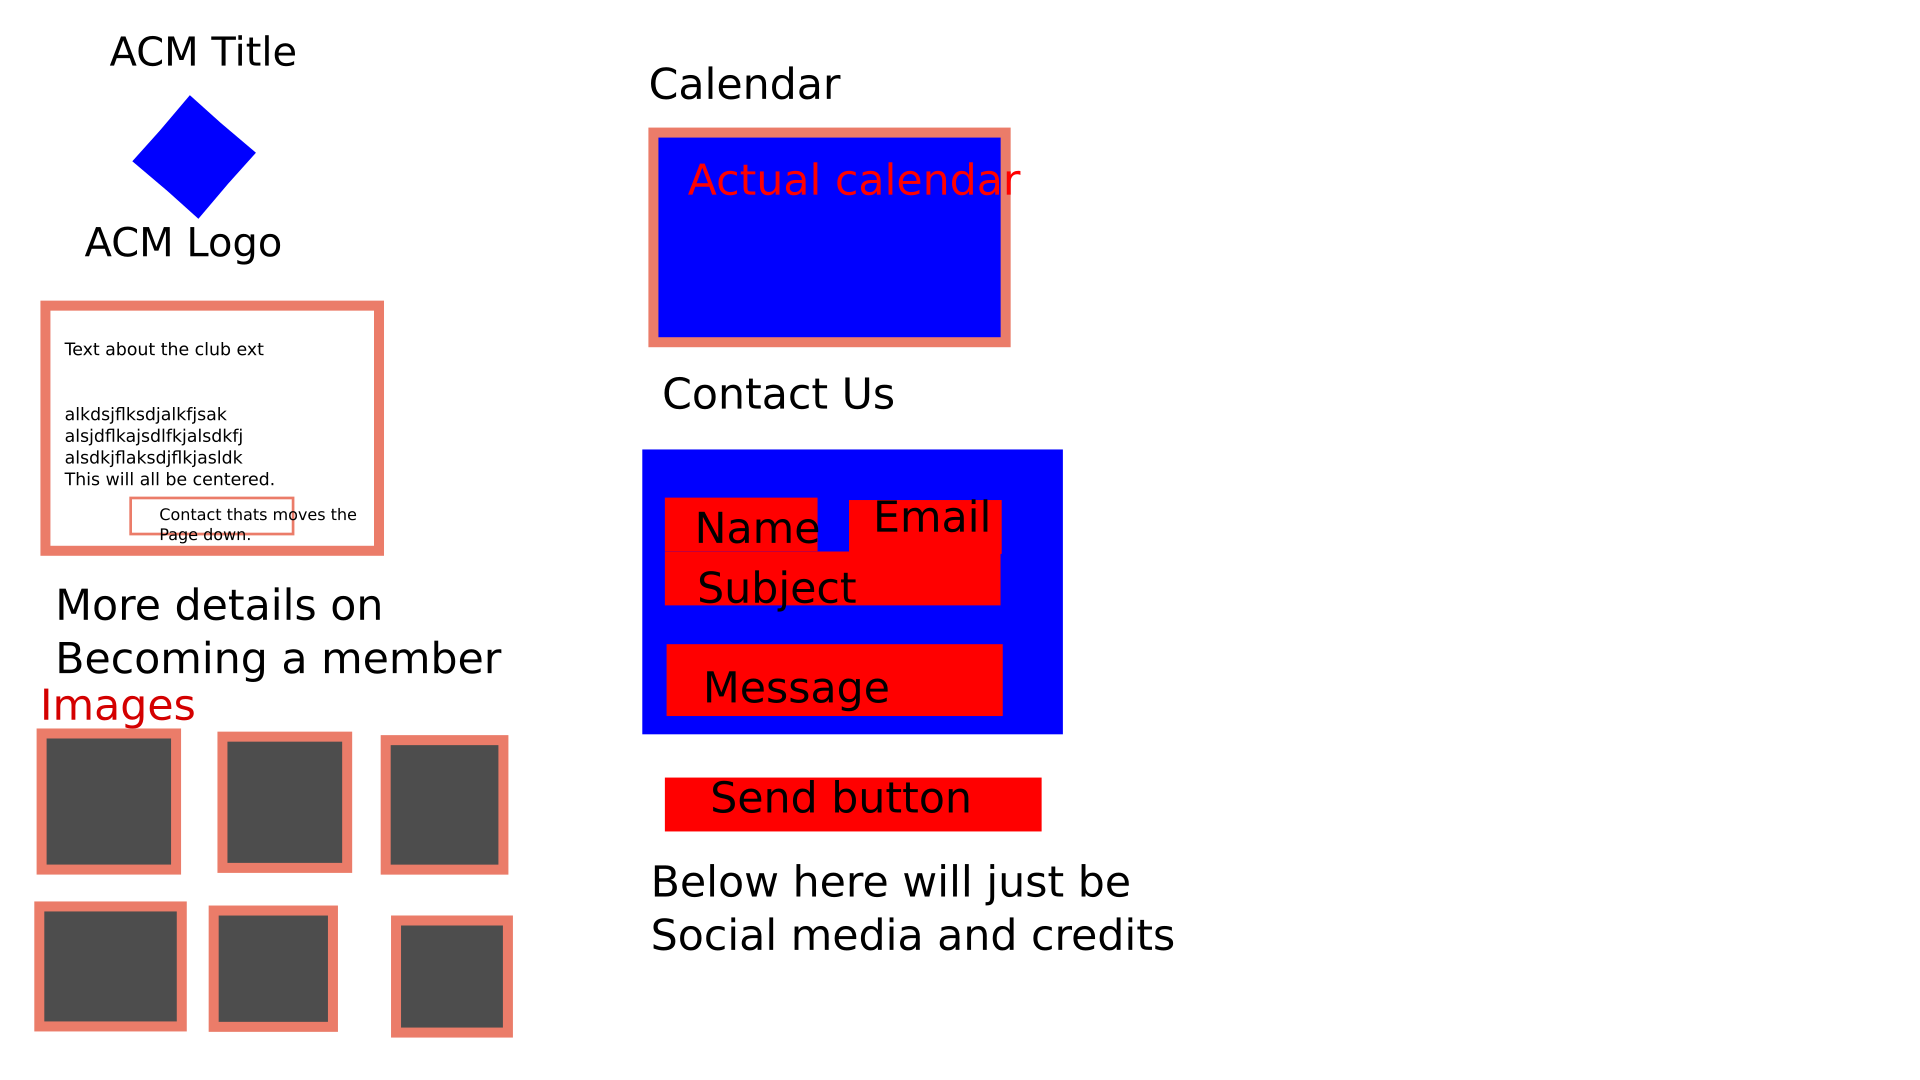 ACM Title
ACM Logo
Text about the club ext
alkdsjflksdjalkfjsak
alsjdflkajsdlfkjalsdkfj
alsdkjflaksdjflkjasldk
This will all be centered.
Contact thats moves the
Page down.
More details on
Becoming a member
Images
Calendar
Actual calendar
Contact Us
Name
Email
Subject
Message
Send button
Below here will just be
Social media and credits